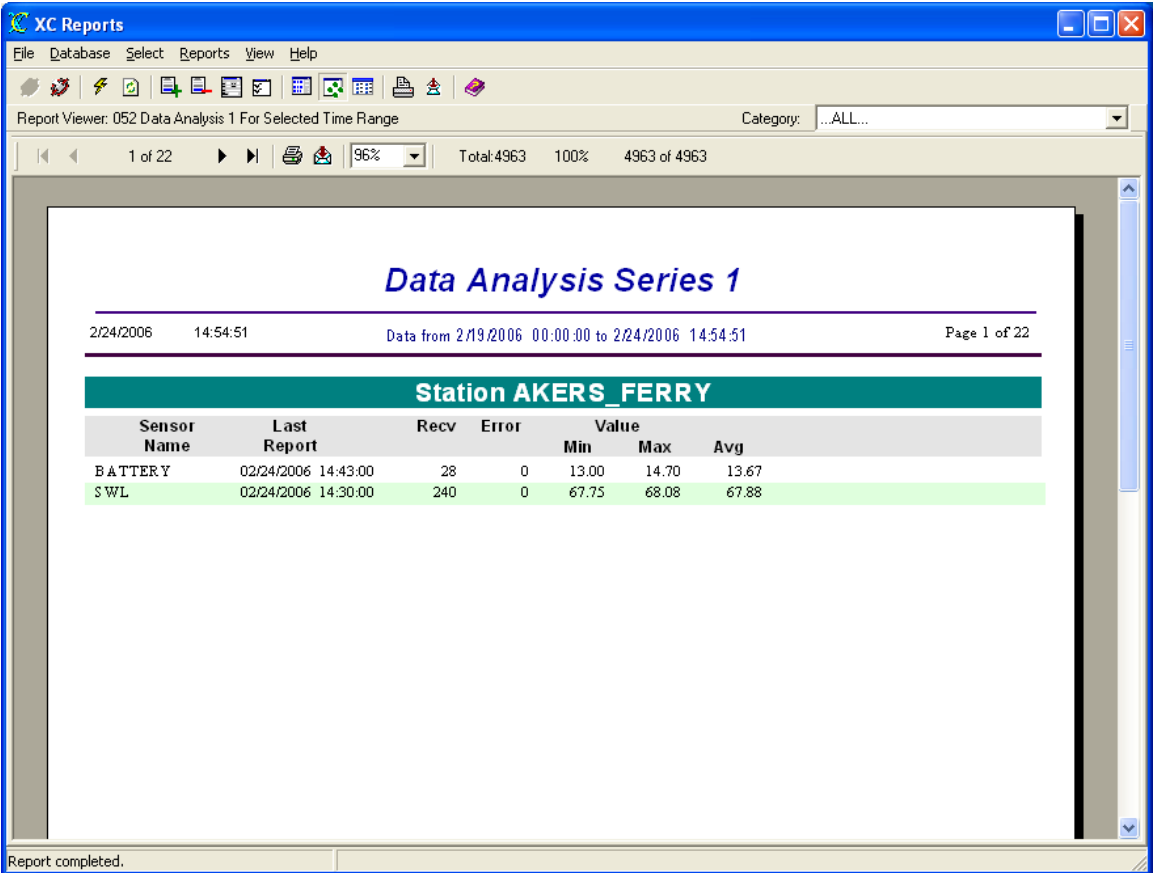 XC Reports
File Database Select Reports View Help
Report Viewer: 052 Data Analysis 1 For Selected Time Range Category: ...ALL...
1 of 22 96% Total:4963 100% 4963 of 4963
Data Analysis Series 1
2/24/2006 14:54:51 Data from 2/19/2006 00:00:00 to 2/24/2006 14:54:51 Page 1 of 22
Station AKERS_FERRY
Sensor Last Recv Error Value
Name Report Min Max Avg
BATTERY 02/24/2006 14:43:00 28 0 13.00 14.70 13.67
SWL 02/24/2006 14:30:00 240 0 67.75 68.08 67.88
Report completed.